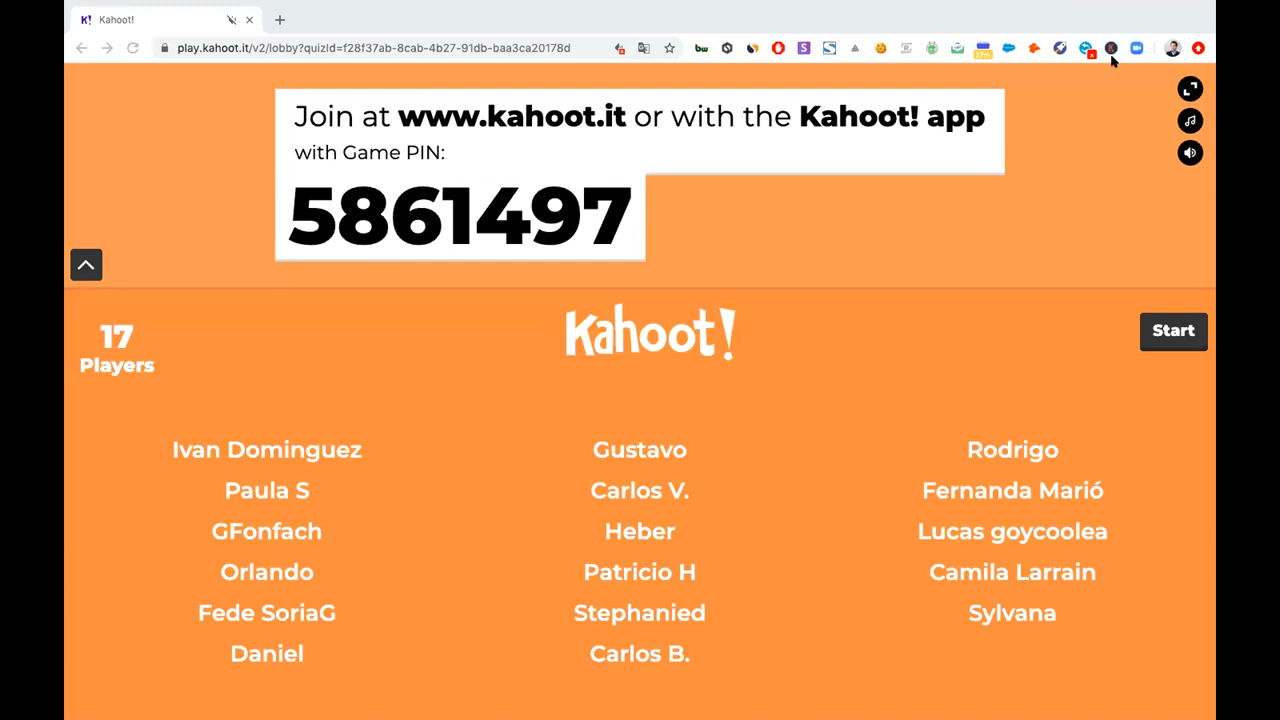 Kahoot!
play.kahoot.it/v2/lobby?quizId=f28f37ab-8cab-4b27-91db-baa3ca20178d
Join at www.kahoot.it or with the Kahoot! app
with Game PIN:
5861497
17
Players
Kahoot!
Start
Ivan Dominguez
Gustavo
Rodrigo
Paula S
Carlos V.
Fernanda Marió
GFonfach
Heber
Lucas goycoolea
Orlando
Patricio H
Camila Larrain
Fede SoriaG
Stephanied
Sylvana
Daniel
Carlos B.